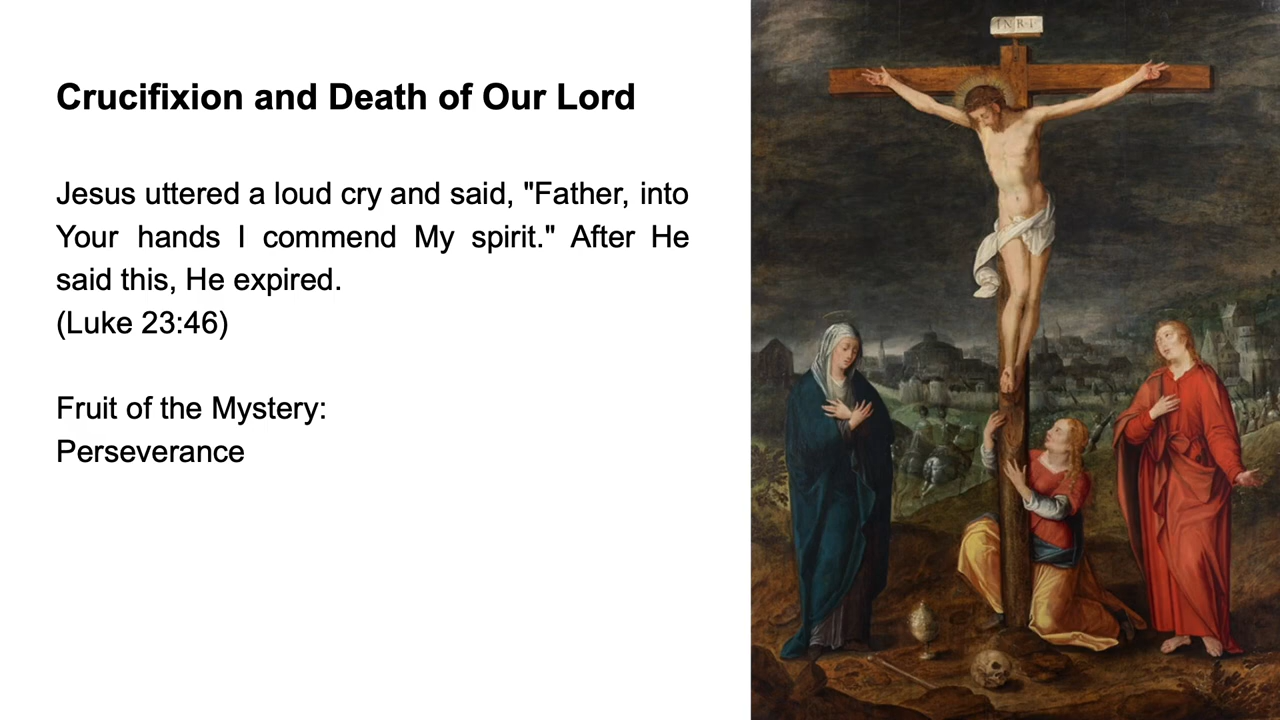 Crucifixion and Death of Our Lord
Jesus uttered a loud cry and said, "Father, into
Your hands I commend My spirit." After He
said this, He expired.
(Luke 23:46)
Fruit of the Mystery:
Perseverance
INRI